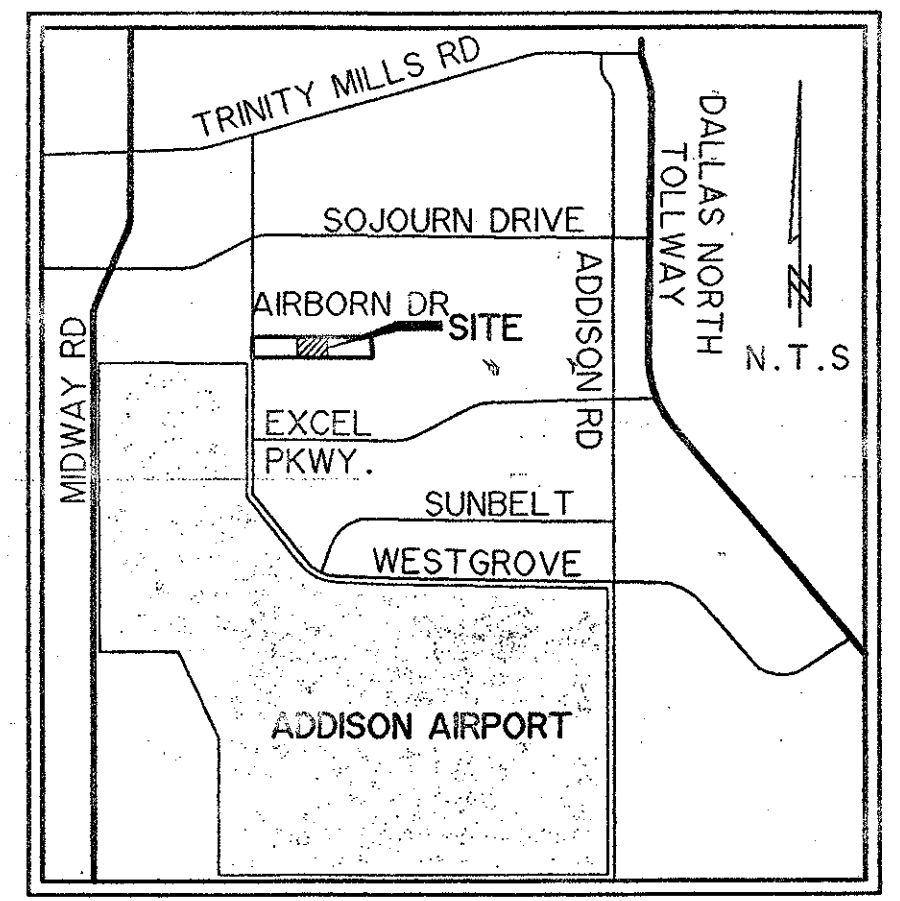 TRINITY MILLS RD
DALLAS NORTH
TOLLWAY
SOJOURN DRIVE
ADDISON RD
AIRBORN DR
SITE
N
N.T.S
MIDWAY RD
EXCEL
PKWY.
SUNBELT
WESTGROVE
ADDISON AIRPORT